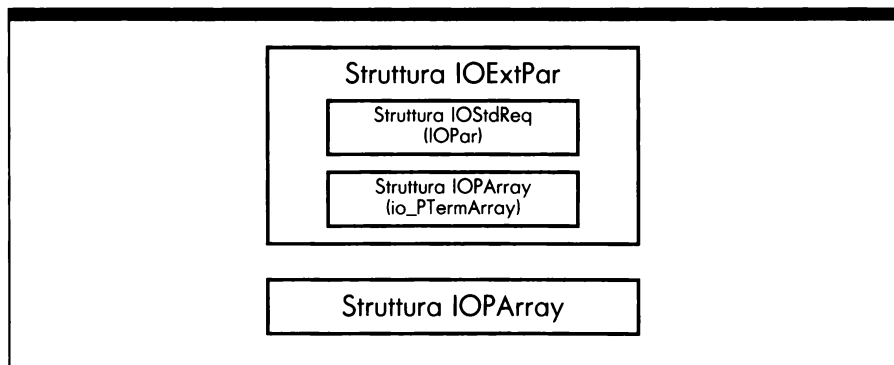 Struttura IOExtPar
Struttura IOStdReq
(IOPar)
Struttura IOPArray
(io_PTermArray)
Struttura IOPArray